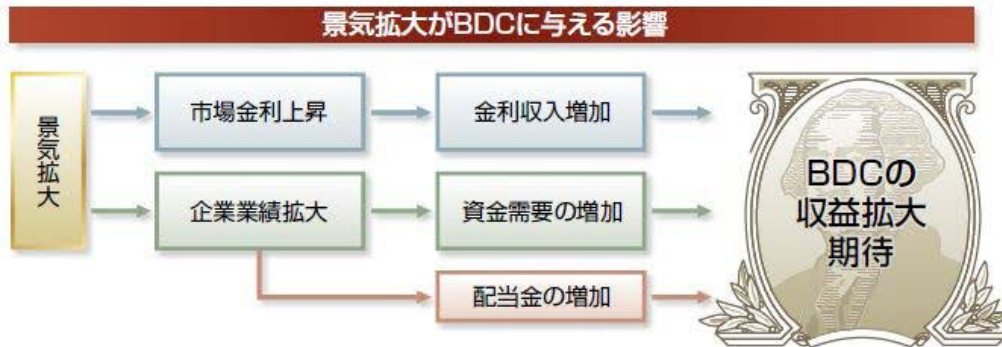 景気拡大がBDCに与える影響
景気拡大
市場金利上昇
金利収入増加
企業業績拡大
資金需要の増加
配当金の増加
BDCの
収益拡大
期待